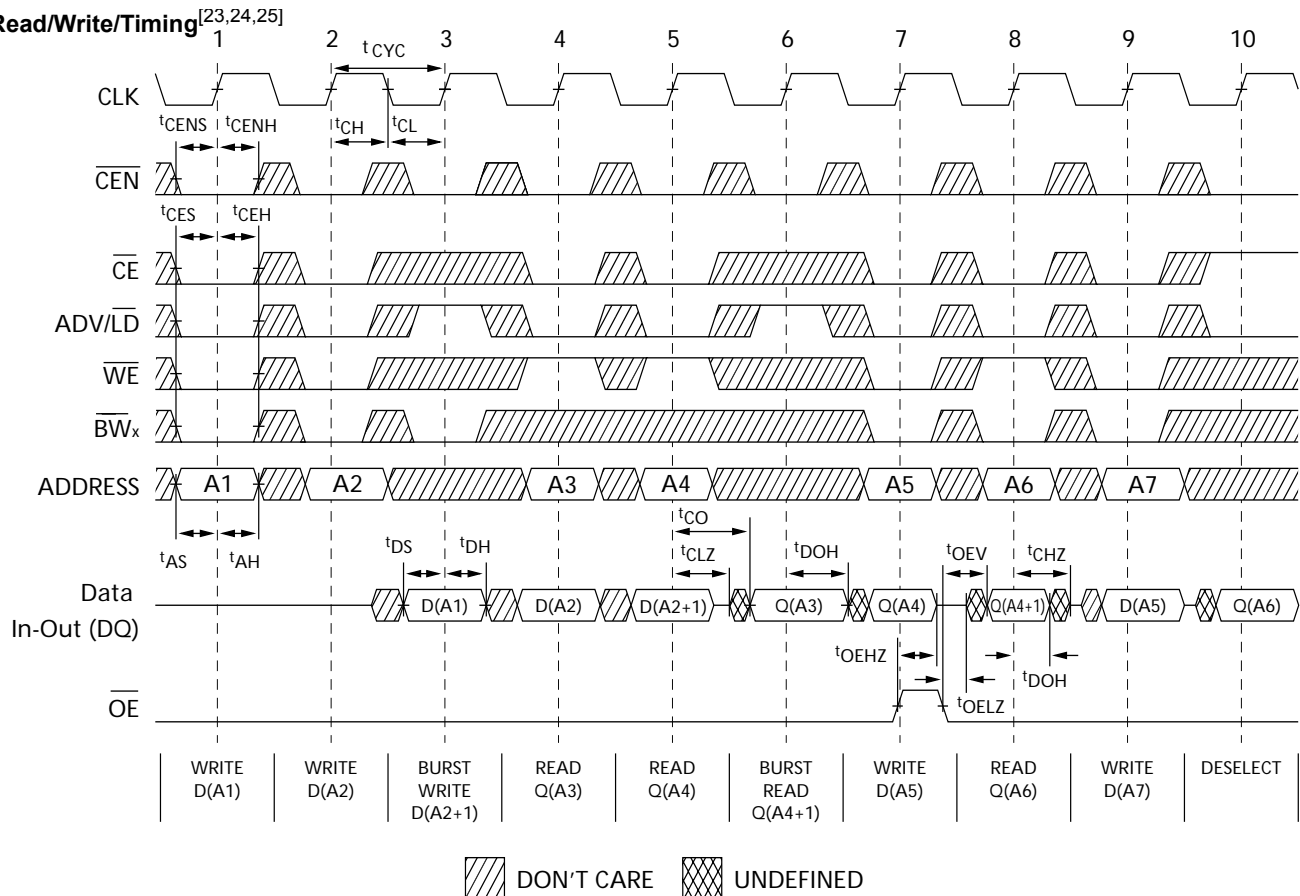 Read/Write/Timing[23,24,25]
1 2 3 4 5 6 7 8 9 10
tCYC
CLK
tCENS tCENH tCH tCL
CEN
tCES tCEH
CE
ADV/LD
WE
BWx
ADDRESS A1 A2 A3 A4 A5 A6 A7
tAS tAH tDS tDH tCO tCLZ tDOH tOEV tCHZ
Data
In-Out (DQ)
D(A1) D(A2) D(A2+1) Q(A3) Q(A4) Q(A4+1) D(A5) Q(A6)
tOEHZ tDOH
tOELZ
OE
WRITE
D(A1)
WRITE
D(A2)
BURST
WRITE
D(A2+1)
READ
Q(A3)
READ
Q(A4)
BURST
READ
Q(A4+1)
WRITE
D(A5)
READ
Q(A6)
WRITE
D(A7)
DESELECT
DON'T CARE UNDEFINED